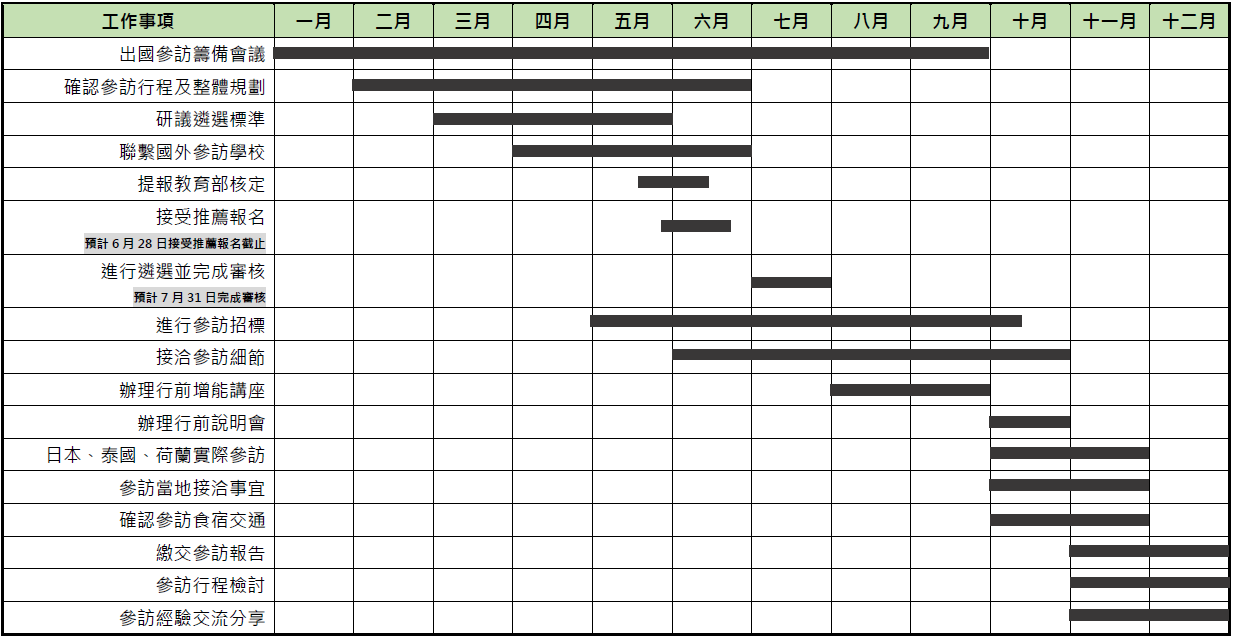 工作事項 一月 二月 三月 四月 五月 六月 七月 八月 九月 十月 十一月 十二月
出國參訪籌備會議
確認參訪行程及整體規劃
研議遴選標準
聯繫國外參訪學校
提報教育部核定
接受推薦報名
預計 6 月 28 日接受推薦報名截止
進行遴選並完成審核
預計 7 月 31 日完成審核
進行參訪招標
接洽參訪細節
辦理行前增能講座
辦理行前說明會
日本、泰國、荷蘭實際參訪
參訪當地接洽事宜
確認參訪食宿交通
繳交參訪報告
參訪行程檢討
參訪經驗交流分享